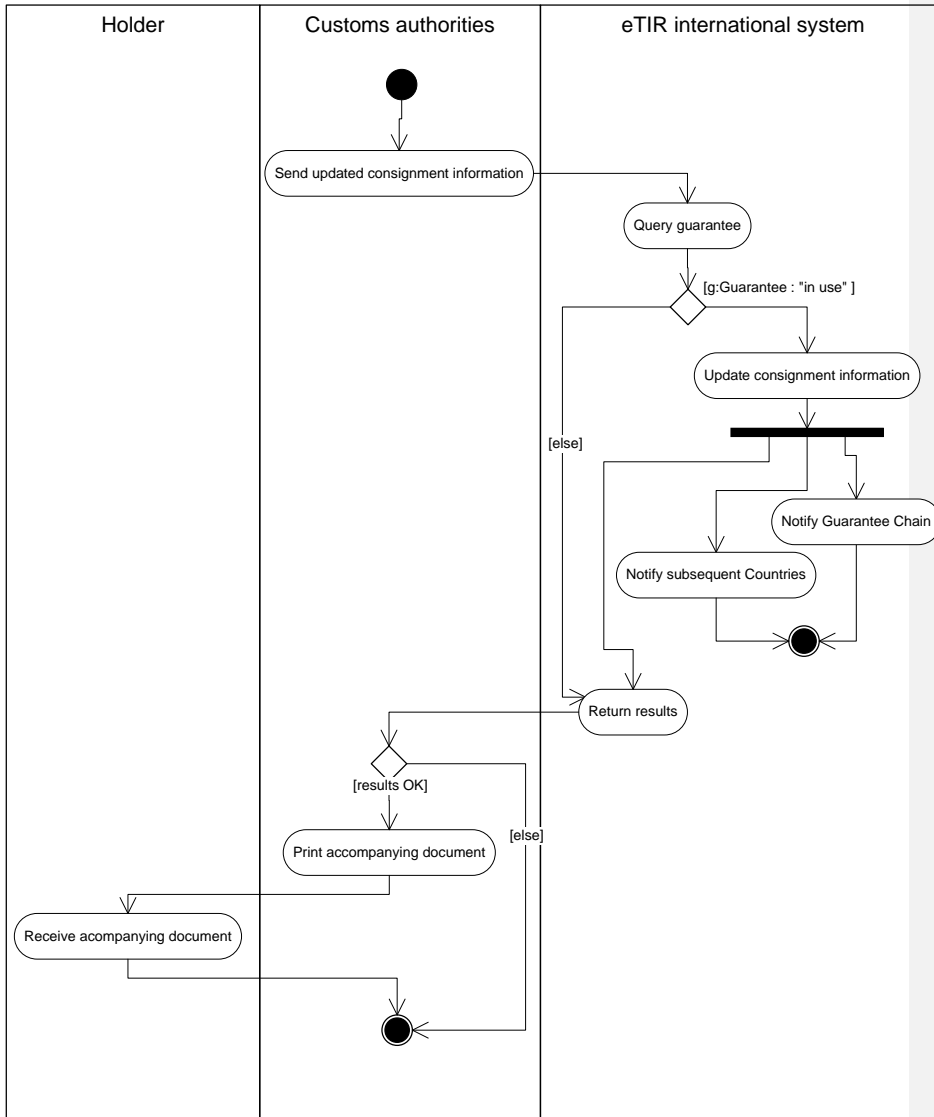 Holder
Customs authorities
eTIR international system
Send updated consignment information
Query guarantee
[g:Guarantee : "in use" ]
Update consignment information
[else]
Notify Guarantee Chain
Notify subsequent Countries
Return results
[results OK]
[else]
Print accompanying document
Receive acompanying document